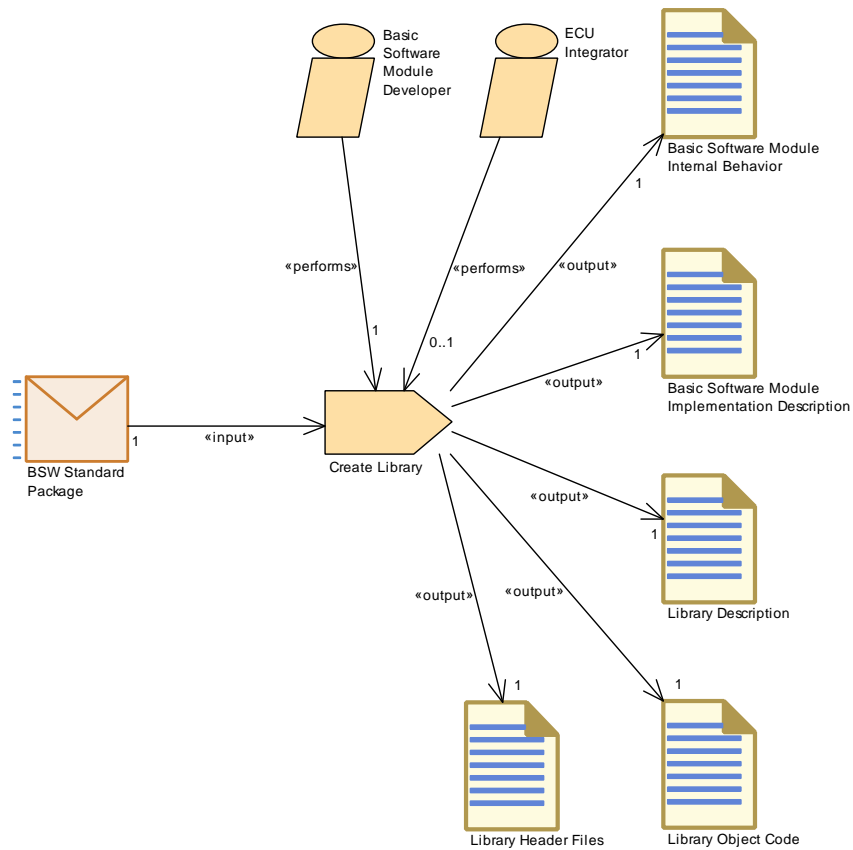 Basic
Software
Module
Developer
ECU
Integrator
Basic Software Module
Internal Behavior
1
«performs»
«performs»
«output»
1
0..1
1
«output»
Basic Software Module
Implementation Description
1
«input»
BSW Standard
Package
Create Library
«output»
1
«output»
«output»
Library Description
1
1
Library Header Files
Library Object Code